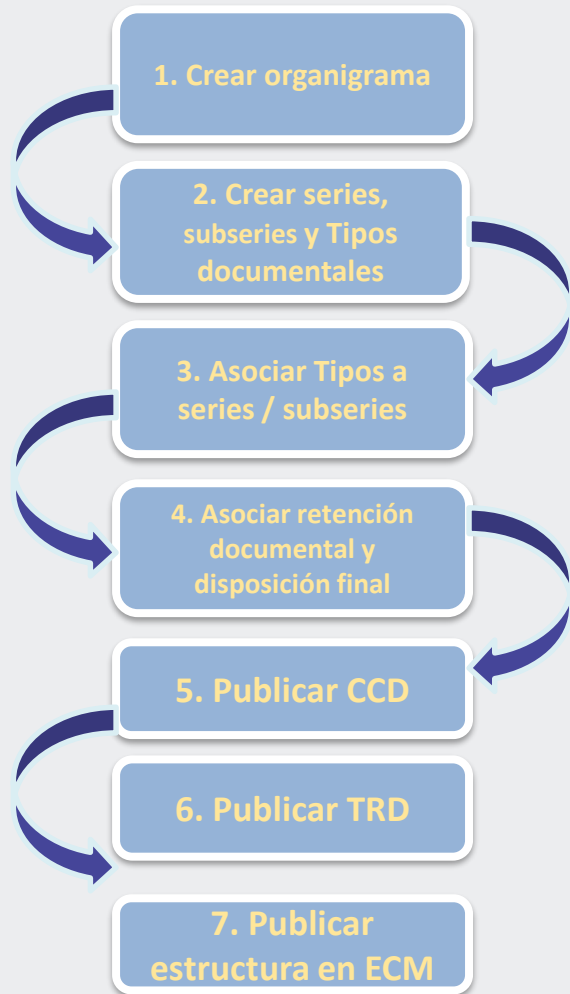 1. Crear organigrama
2. Crear series,
subseries y Tipos
documentales
3. Asociar Tipos a
series / subseries
4. Asociar retención
documental y
disposición final
5. Publicar CCD
6. Publicar TRD
7. Publicar
estructura en ECM